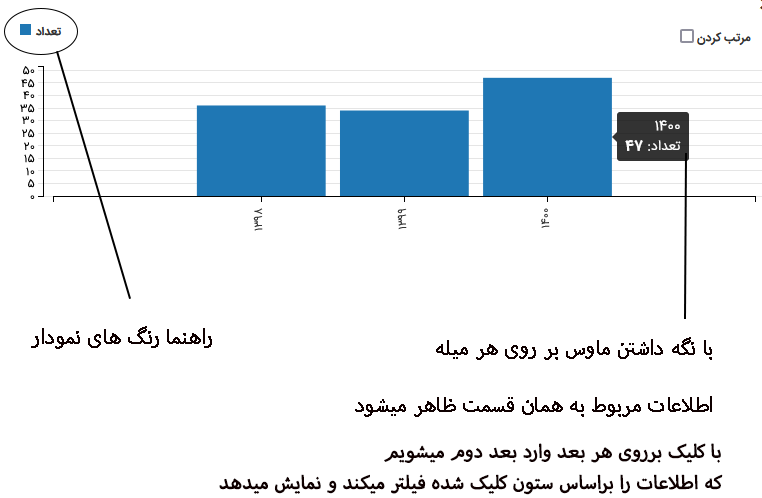 تعداد
مرتب کردن
۵۰
۴۵
۴۰
۳۵
۳۰
۲۵
۲۰
۱۵
۱۰
۵
۰
۱۴۰۰
تعداد: ۴۷
۱۳۹۸
۱۳۹۹
۱۴۰۰
راهنما رنگ های نمودار
با نگه داشتن ماوس بر روی هر میله
اطلاعات مربوط به همان قسمت ظاهر میشود
با کلیک برروی هر بعد وارد بعد دوم میشویم
که اطلاعات را براساس ستون کلیک شده فیلتر میکند و نمایش میدهد